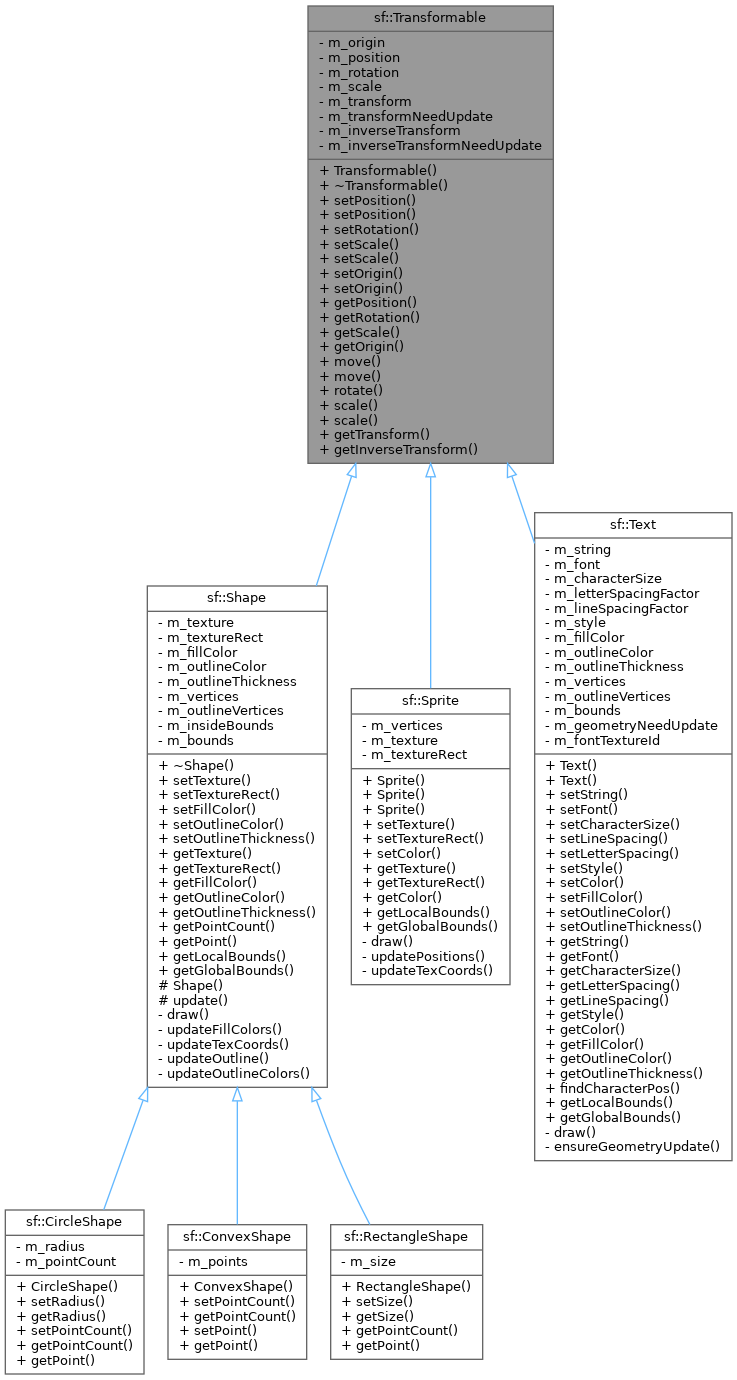 sf::Transformable
- m_origin
- m_position
- m_rotation
- m_scale
- m_transform
- m_transformNeedUpdate
- m_inverseTransform
- m_inverseTransformNeedUpdate
+ Transformable()
+ ~Transformable()
+ setPosition()
+ setPosition()
+ setRotation()
+ setScale()
+ setScale()
+ setOrigin()
+ setOrigin()
+ getPosition()
+ getRotation()
+ getScale()
+ getOrigin()
+ move()
+ move()
+ rotate()
+ scale()
+ scale()
+ getTransform()
+ getInverseTransform()
sf::Shape
- m_texture
- m_textureRect
- m_fillColor
- m_outlineColor
- m_outlineThickness
- m_vertices
- m_outlineVertices
- m_insideBounds
- m_bounds
+ ~Shape()
+ setTexture()
+ setTextureRect()
+ setFillColor()
+ setOutlineColor()
+ setOutlineThickness()
+ getTexture()
+ getTextureRect()
+ getFillColor()
+ getOutlineColor()
+ getOutlineThickness()
+ getPointCount()
+ getPoint()
+ getLocalBounds()
+ getGlobalBounds()
# Shape()
# update()
- draw()
- updateFillColors()
- updateTexCoords()
- updateOutline()
- updateOutlineColors()
sf::Sprite
- m_vertices
- m_texture
- m_textureRect
+ Sprite()
+ Sprite()
+ Sprite()
+ setTexture()
+ setTextureRect()
+ setColor()
+ getTexture()
+ getTextureRect()
+ getColor()
+ getLocalBounds()
+ getGlobalBounds()
- draw()
- updatePositions()
- updateTexCoords()
sf::Text
- m_string
- m_font
- m_characterSize
- m_letterSpacingFactor
- m_lineSpacingFactor
- m_style
- m_fillColor
- m_outlineColor
- m_outlineThickness
- m_vertices
- m_outlineVertices
- m_bounds
- m_geometryNeedUpdate
- m_fontTextureId
+ Text()
+ Text()
+ setString()
+ setFont()
+ setCharacterSize()
+ setLineSpacing()
+ setLetterSpacing()
+ setStyle()
+ setColor()
+ setFillColor()
+ setOutlineColor()
+ setOutlineThickness()
+ getString()
+ getFont()
+ getCharacterSize()
+ getLetterSpacing()
+ getLineSpacing()
+ getStyle()
+ getColor()
+ getFillColor()
+ getOutlineColor()
+ getOutlineThickness()
+ findCharacterPos()
+ getLocalBounds()
+ getGlobalBounds()
- draw()
- ensureGeometryUpdate()
sf::CircleShape
- m_radius
- m_pointCount
+ CircleShape()
+ setRadius()
+ getRadius()
+ setPointCount()
+ getPointCount()
+ getPoint()
sf::ConvexShape
- m_points
+ ConvexShape()
+ setPointCount()
+ getPointCount()
+ setPoint()
+ getPoint()
sf::RectangleShape
- m_size
+ RectangleShape()
+ setSize()
+ getSize()
+ getPointCount()
+ getPoint()